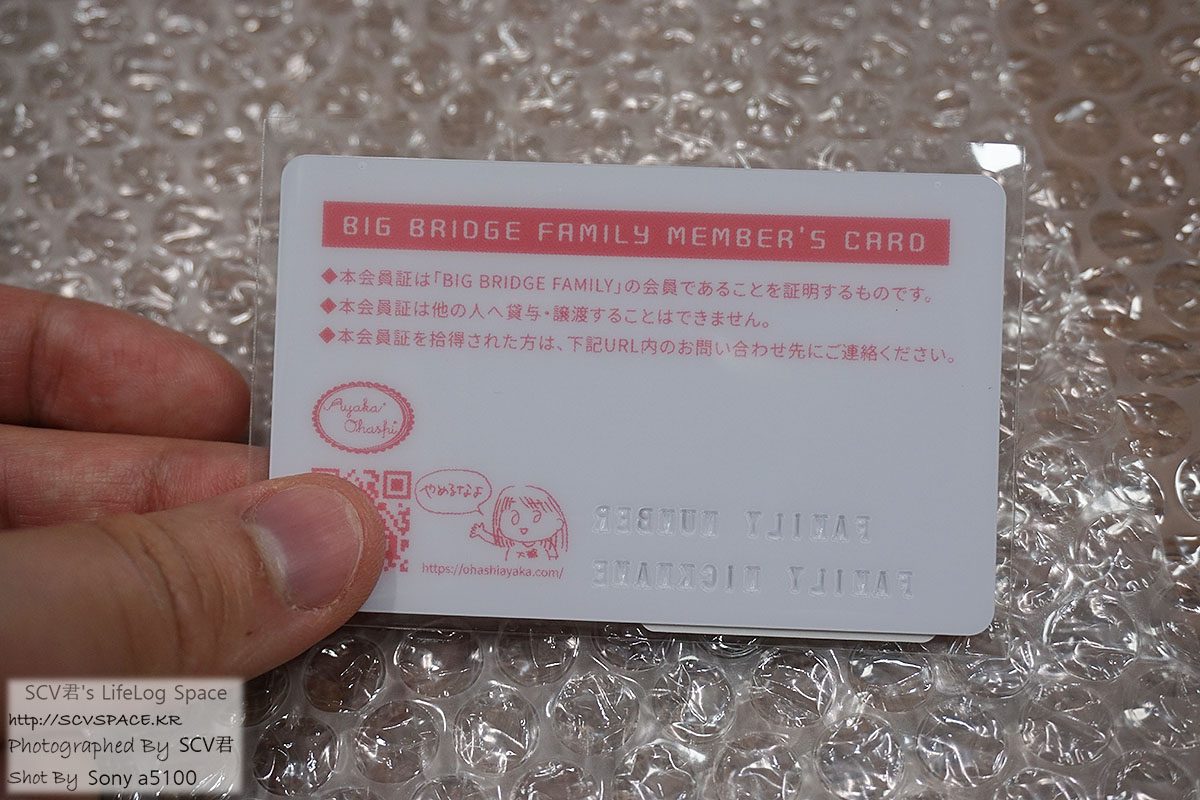 BIG BRIDGE FAMILY MEMBER'S CARD
◆本会員証は「BIG BRIDGE FAMILY」の会員であることを証明するものです。
◆本会員証は他の人へ貸与・譲渡することはできません。
◆本会員証を拾得された方は、下記URL内のお問い合わせ先にご連絡ください。
Ayaka
Ohashi
やめるなよ
大橋
https://ohashiayaka.com/
FAMILY NUMBER
FAMILY NICKNAME
SCV君's LifeLog Space
http://SCVSPACE.KR
Photographed By SCV君
Shot By Sony a5100